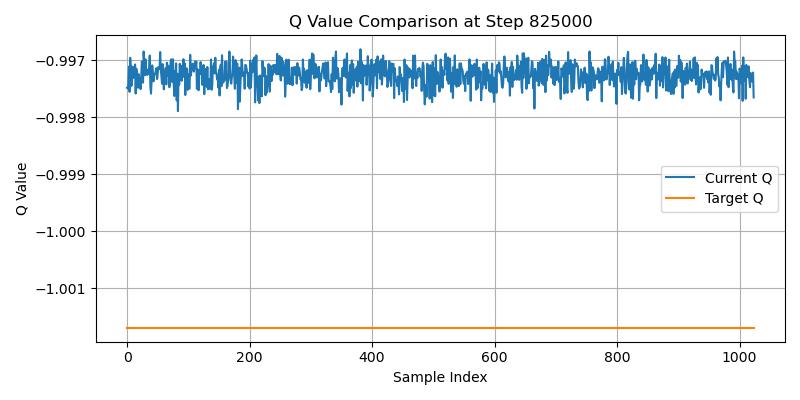 Q Value Comparison at Step 825000
−0.997
−0.998
−0.999
−1.000
−1.001
Q Value
Current Q
Target Q
0 200 400 600 800 1000
Sample Index